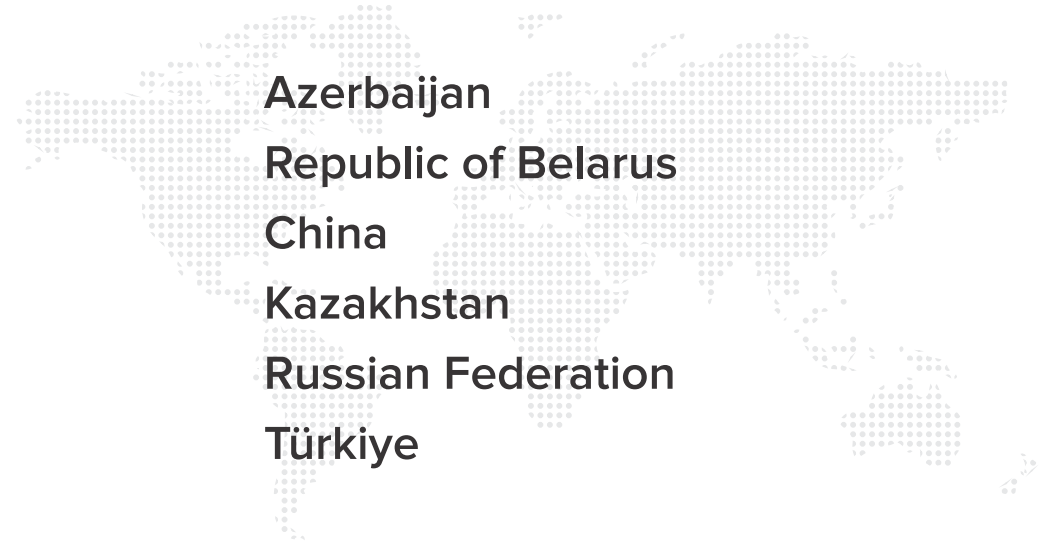 Azerbaijan
Republic of Belarus
China
Kazakhstan
Russian Federation
Türkiye